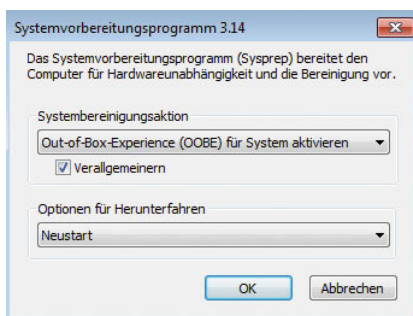 Systemvorbereitungsprogramm 3.14
Das Systemvorbereitungsprogramm (Sysprep) bereitet den
Computer für Hardwareunabhängigkeit und die Bereinigung vor.
Systembereinigungsaktion
Out-of-Box-Experience (OOBE) für System aktivieren
Verallgemeinern
Optionen für Herunterfahren
Neustart
OK
Abbrechen